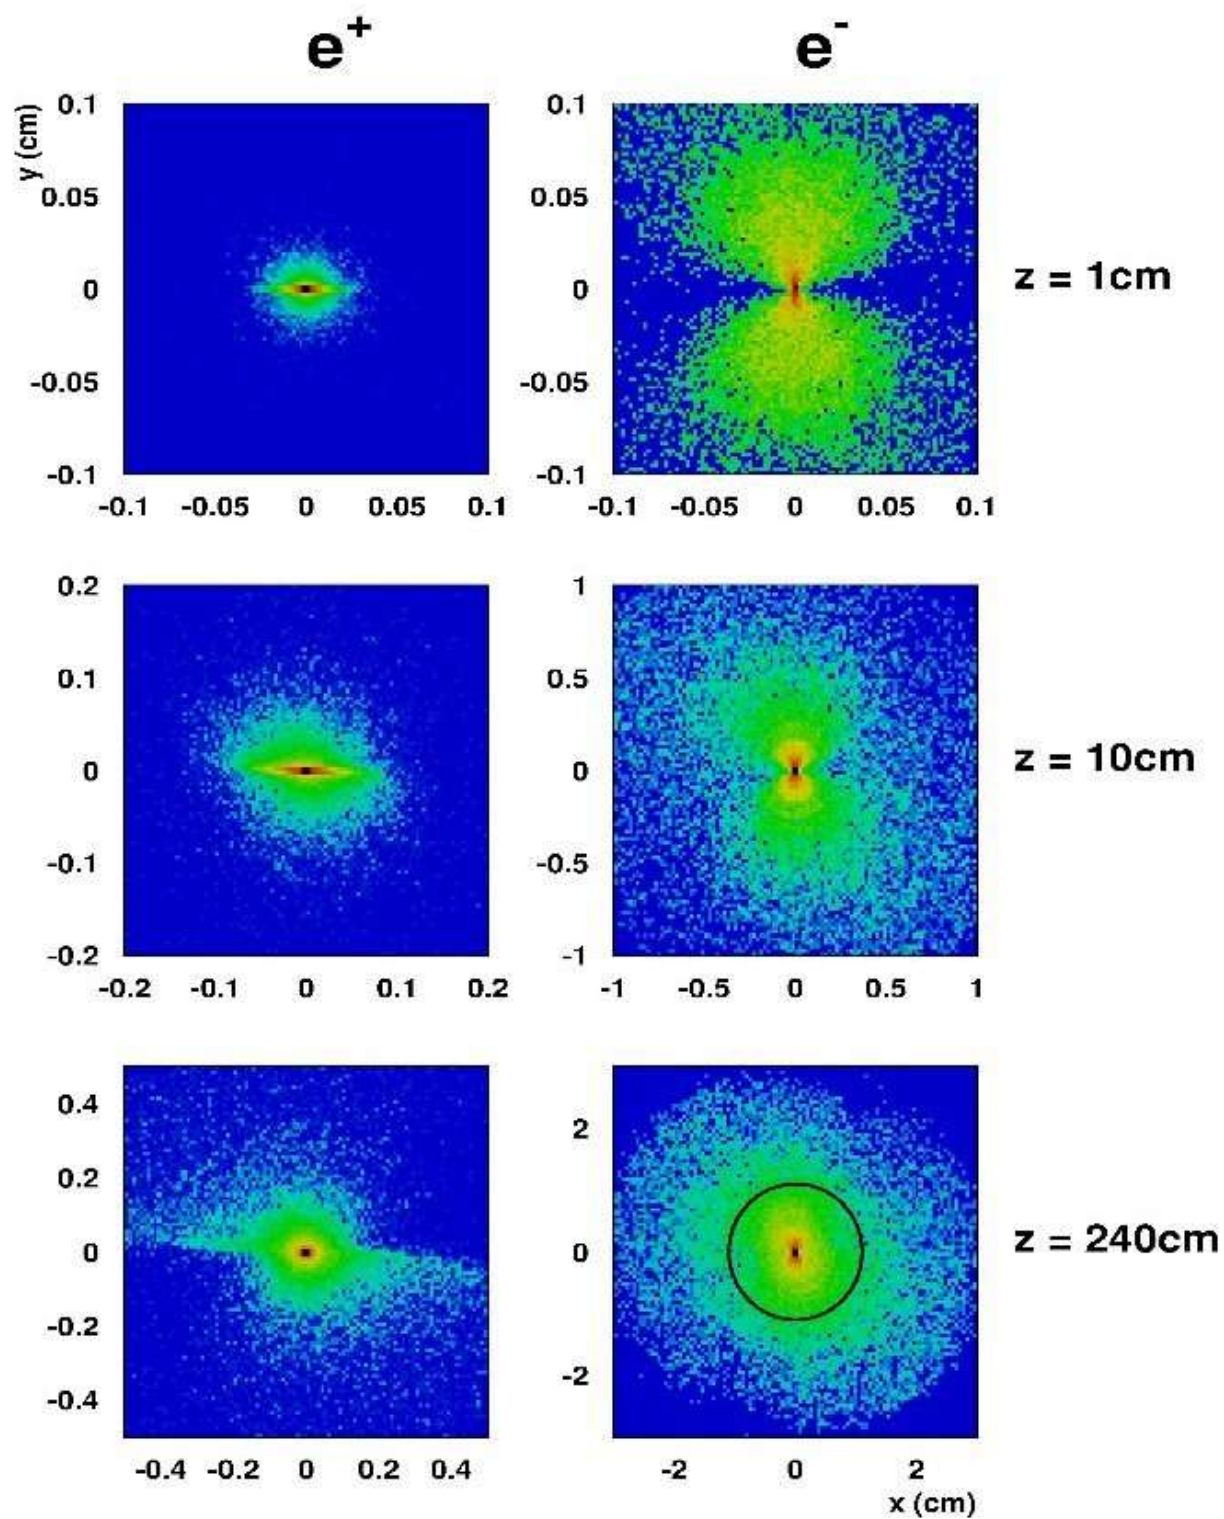 e+ e-
y (cm)
0.1 0.05 0 -0.05 -0.1
0.1 0.05 0 -0.05 -0.1
z = 1cm
-0.1 -0.05 0 0.05 0.1
-0.1 -0.05 0 0.05 0.1
0.2 0.1 0 -0.1 -0.2
1 0.5 0 -0.5 -1
z = 10cm
-0.2 -0.1 0 0.1 0.2
-1 -0.5 0 0.5 1
0.4 0.2 0 -0.2 -0.4
2 0 -2
z = 240cm
-0.4 -0.2 0 0.2 0.4
-2 0 2
x (cm)